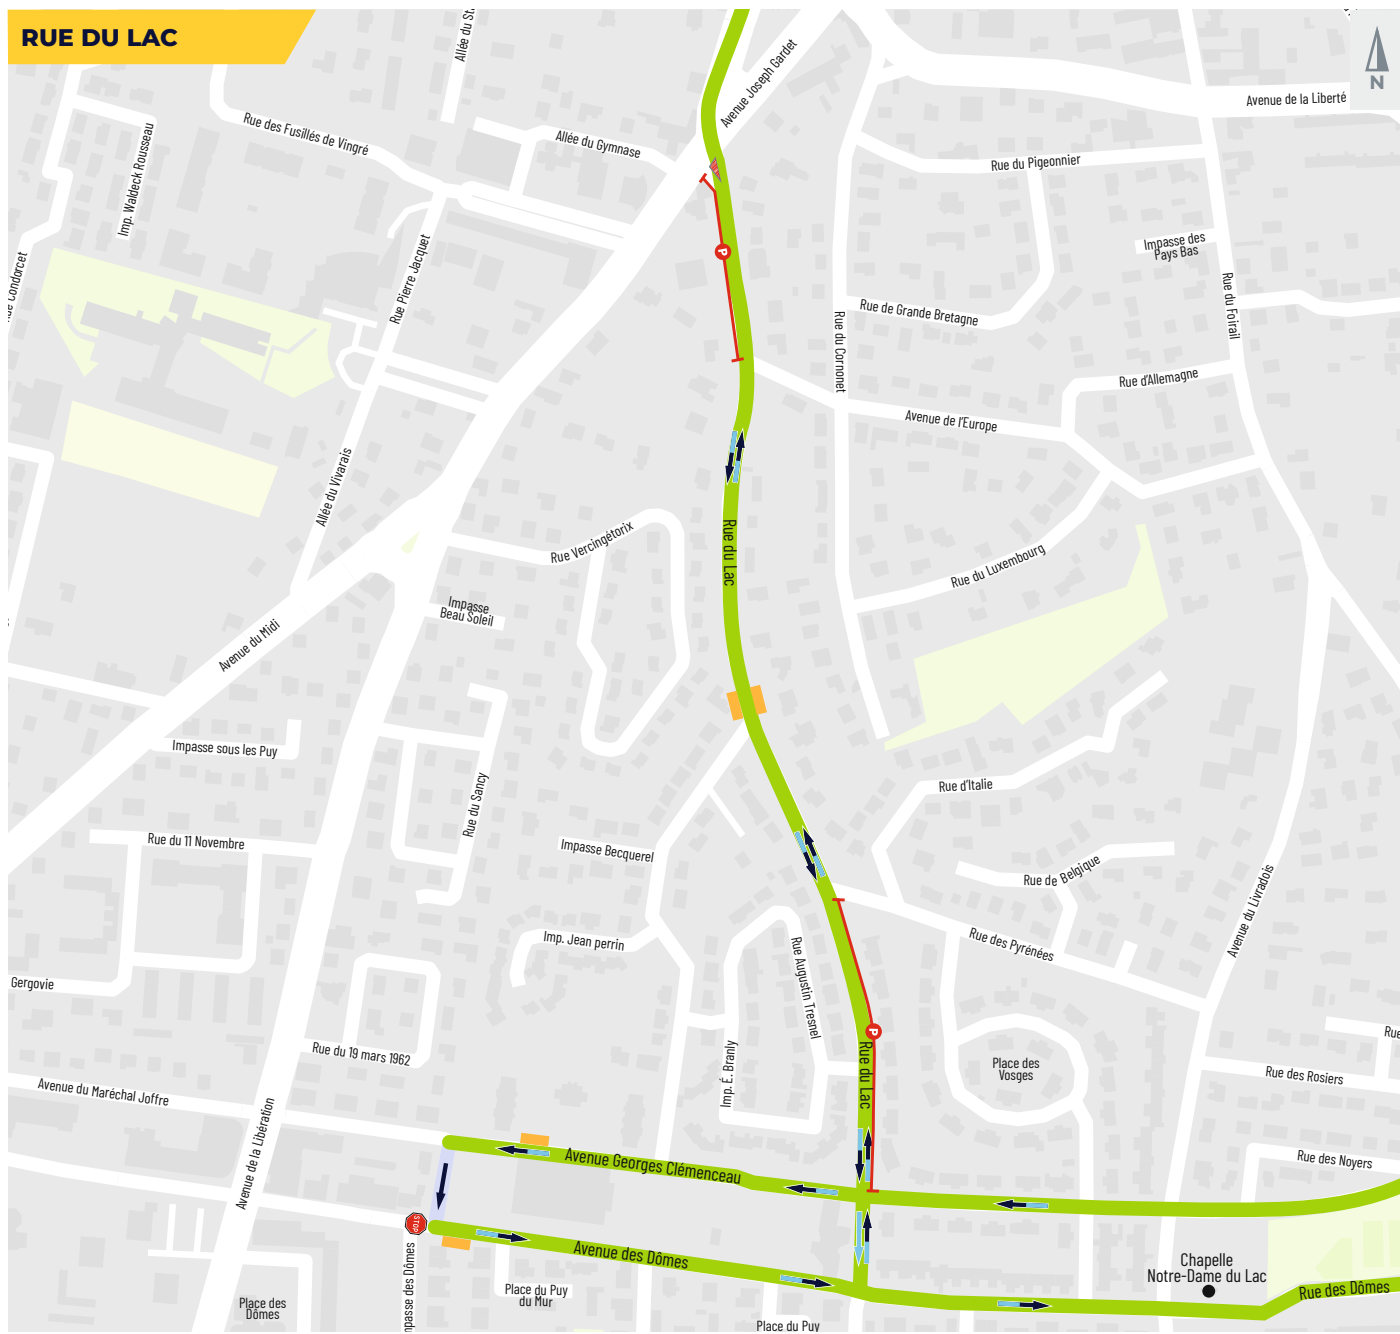 RUE DU LAC
Allée du St
Avenue Joseph Gardet
N
Avenue de la Liberté
Rue des Fusillés de Vingré
Allée du Gymnase
Rue du Pigeonnier
Imp. Waldeck Rousseau
Impasse des
Pays Bas
Condorcet
Rue Pierre Jacquet
P
Rue du Foirail
Rue de Grande Bretagne
Rue du Cornonet
Rue d'Allemagne
Avenue de l'Europe
Allée du Vivarais
Rue Vercingétorix
Rue du Lac
Rue du Luxembourg
Impasse
Beau Soleil
Avenue du Midi
Impasse sous les Puy
Rue du Sancy
Rue d'Italie
Rue du 11 Novembre
Impasse Becquerel
Rue de Belgique
Avenue du Livradois
Imp. Jean perrin
Rue Augustin Tresnel
Rue des Pyrénées
Gergovie
P
Rue
Rue du 19 mars 1962
Imp. É. Branly
Rue du Lac
Place des
Vosges
Rue des Rosiers
Avenue du Maréchal Joffre
Avenue de la Libération
Avenue Georges Clémenceau
Rue des Noyers
STOP
Avenue des Dômes
Chapelle
Notre-Dame du Lac
mpasse des Dômes
Place du Puy
du Mur
Rue des Dômes
Place des
Dômes
Place du Puy